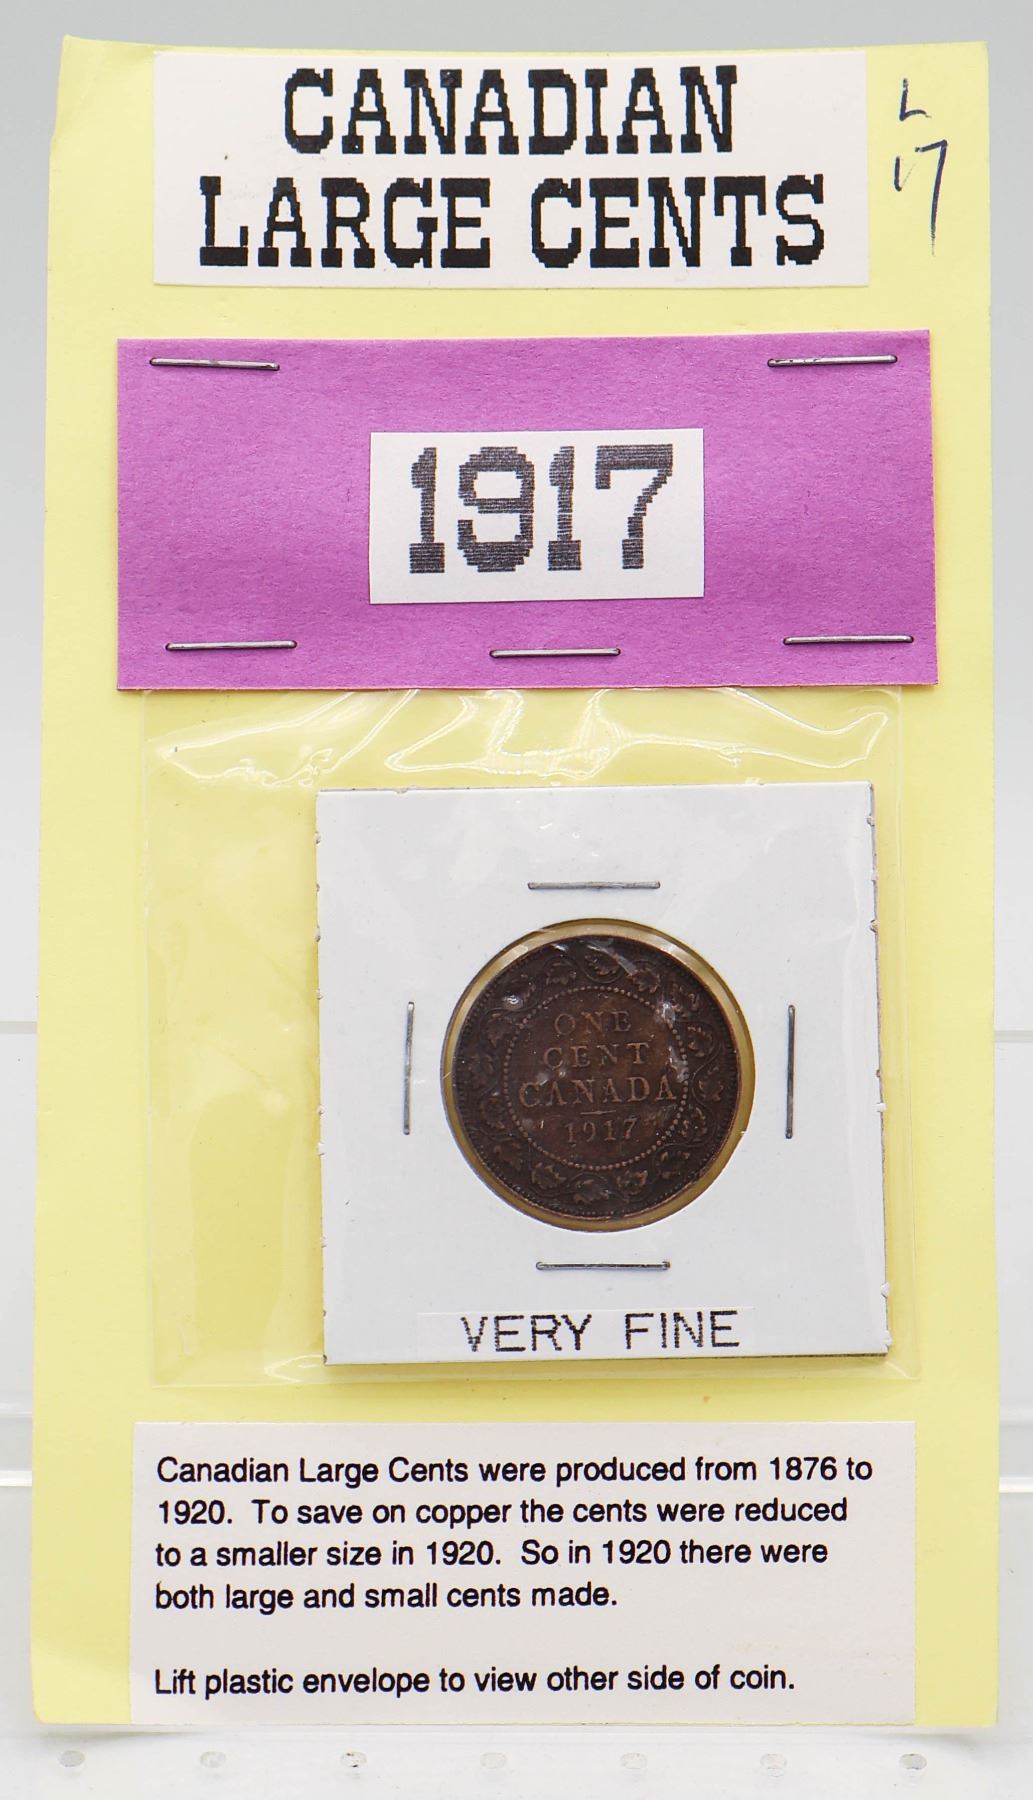 CANADIAN
LARGE CENTS
L
17
1917
ONE
CENT
CANADA
1917
VERY FINE
Canadian Large Cents were produced from 1876 to
1920. To save on copper the cents were reduced
to a smaller size in 1920. So in 1920 there were
both large and small cents made.
Lift plastic envelope to view other side of coin.